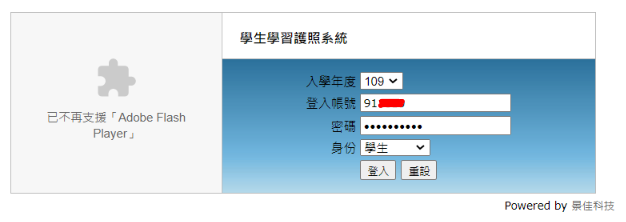 學生學習護照系統
已不再支援「Adobe Flash
Player」
入學年度 109
登入帳號 91
密碼 ••••••••••
身份 學生
登入 重設
Powered by 景佳科技